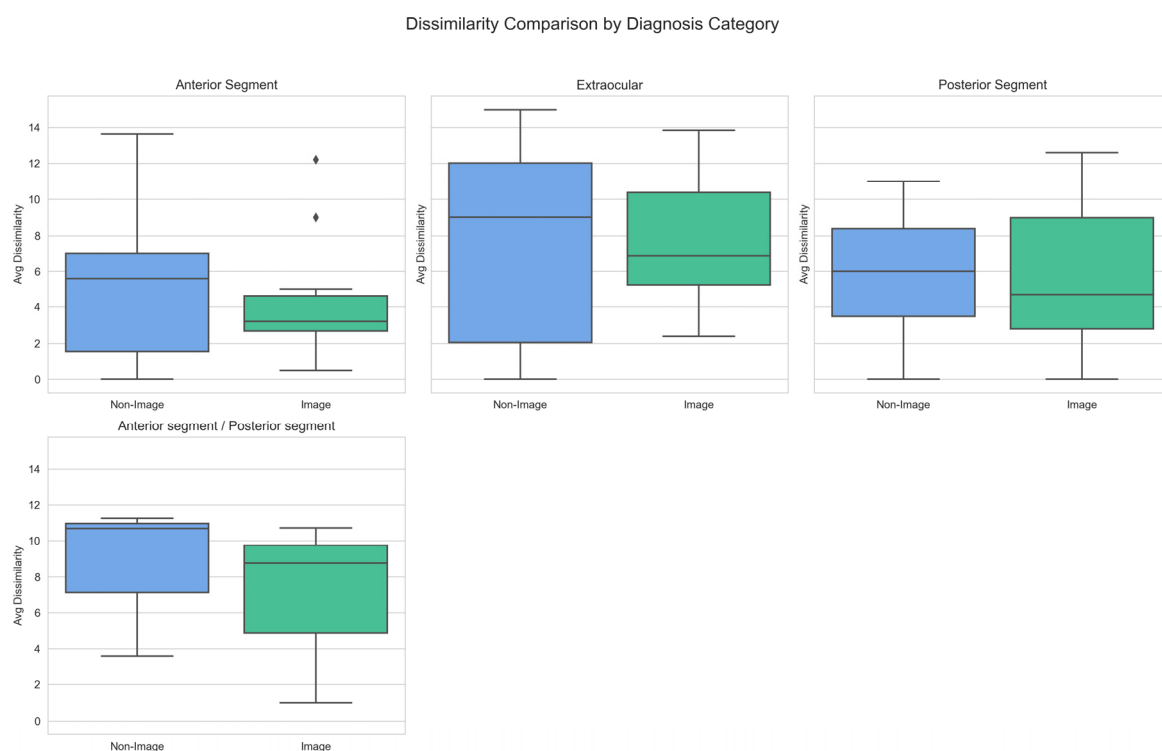 Dissimilarity Comparison by Diagnosis Category
Anterior Segment
Extraocular
Posterior Segment
Avg Dissimilarity
14
12
10
8
6
4
2
0
Non-Image
Image
Avg Dissimilarity
Non-Image
Image
Avg Dissimilarity
Non-Image
Image
Anterior segment / Posterior segment
Avg Dissimilarity
14
12
10
8
6
4
2
0
Non-Image
Image